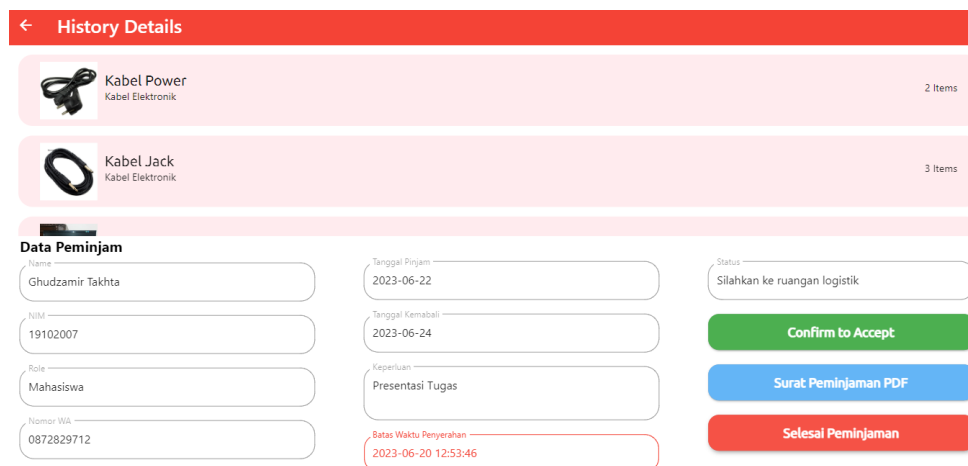 History Details
Kabel Power
Kabel Elektronik
2 Items
Kabel Jack
Kabel Elektronik
3 Items
Data Peminjam
Name
Ghudzamir Takhta
NIM
19102007
Role
Mahasiswa
Nomor WA
0872829712
Tanggal Pinjam
2023-06-22
Tanggal Kemabali
2023-06-24
Keperluan
Presentasi Tugas
Batas Waktu Penyerahan
2023-06-20 12:53:46
Status
Silahkan ke ruangan logistik
Confirm to Accept
Surat Peminjaman PDF
Selesai Peminjaman